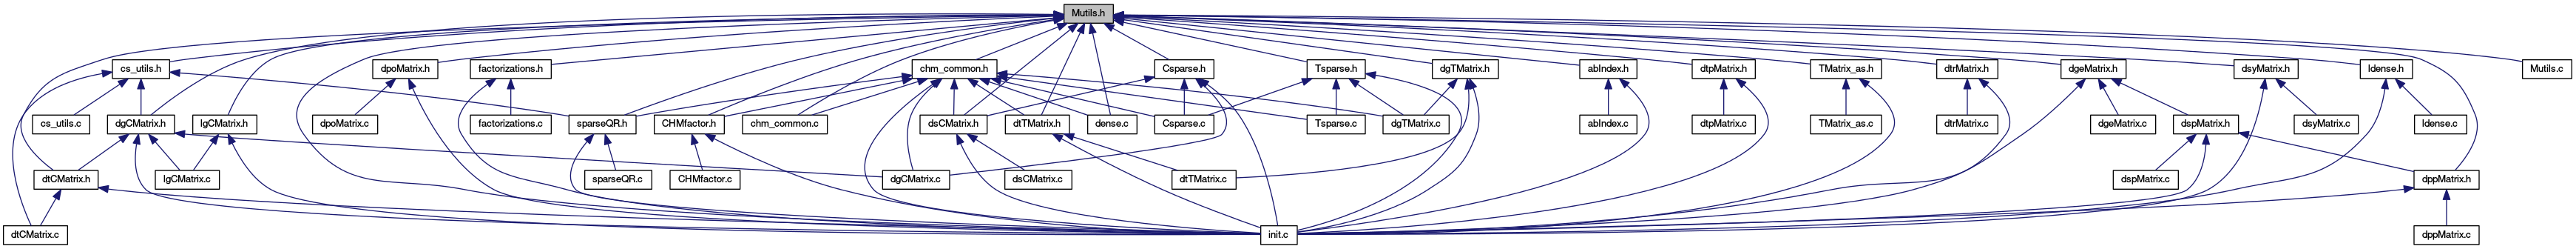 Mutils.h
cs_utils.h
dpoMatrix.h
factorizations.h
chm_common.h
Csparse.h
Tsparse.h
dgTMatrix.h
abIndex.h
dtpMatrix.h
TMatrix_as.h
dtrMatrix.h
dgeMatrix.h
dsyMatrix.h
ldense.h
Mutils.c
cs_utils.c
dgCMatrix.h
lgCMatrix.h
dpoMatrix.c
factorizations.c
sparseQR.h
CHMfactor.h
chm_common.c
dsCMatrix.h
dtTMatrix.h
dense.c
Csparse.c
Tsparse.c
dgTMatrix.c
abIndex.c
dtpMatrix.c
TMatrix_as.c
dtrMatrix.c
dgeMatrix.c
dspMatrix.h
dsyMatrix.c
ldense.c
dtCMatrix.h
lgCMatrix.c
sparseQR.c
CHMfactor.c
dgCMatrix.c
dsCMatrix.c
dtTMatrix.c
dspMatrix.c
dppMatrix.h
dtCMatrix.c
init.c
dppMatrix.c